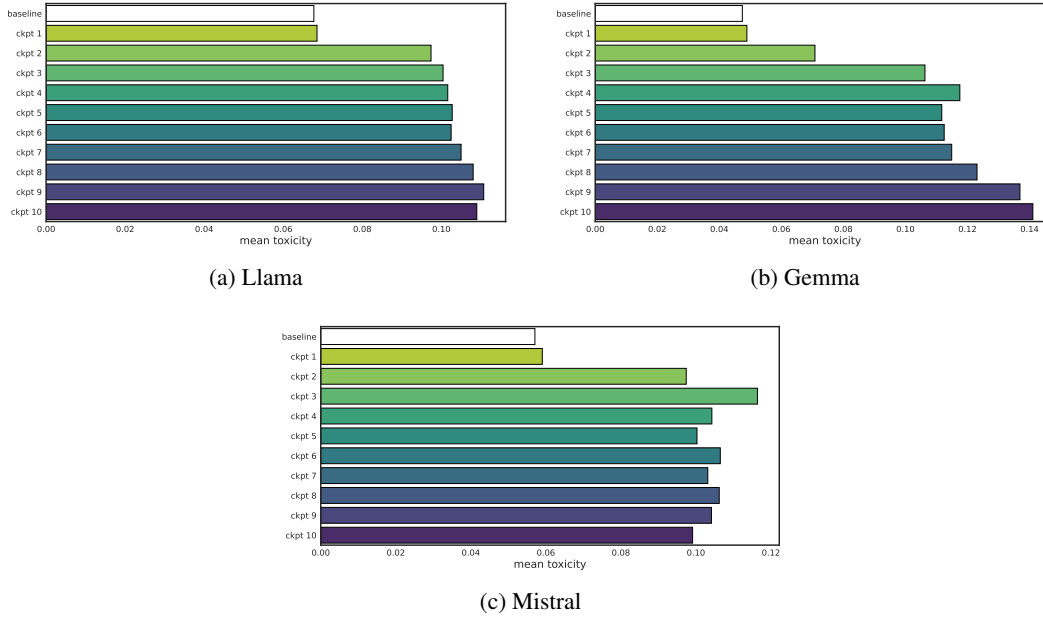 baseline
ckpt 1
ckpt 2
ckpt 3
ckpt 4
ckpt 5
ckpt 6
ckpt 7
ckpt 8
ckpt 9
ckpt 10
0.00 0.02 0.04 0.06 0.08 0.10
mean toxicity
(a) Llama
baseline
ckpt 1
ckpt 2
ckpt 3
ckpt 4
ckpt 5
ckpt 6
ckpt 7
ckpt 8
ckpt 9
ckpt 10
0.00 0.02 0.04 0.06 0.08 0.10 0.12 0.14
mean toxicity
(b) Gemma
baseline
ckpt 1
ckpt 2
ckpt 3
ckpt 4
ckpt 5
ckpt 6
ckpt 7
ckpt 8
ckpt 9
ckpt 10
0.00 0.02 0.04 0.06 0.08 0.10 0.12
mean toxicity
(c) Mistral